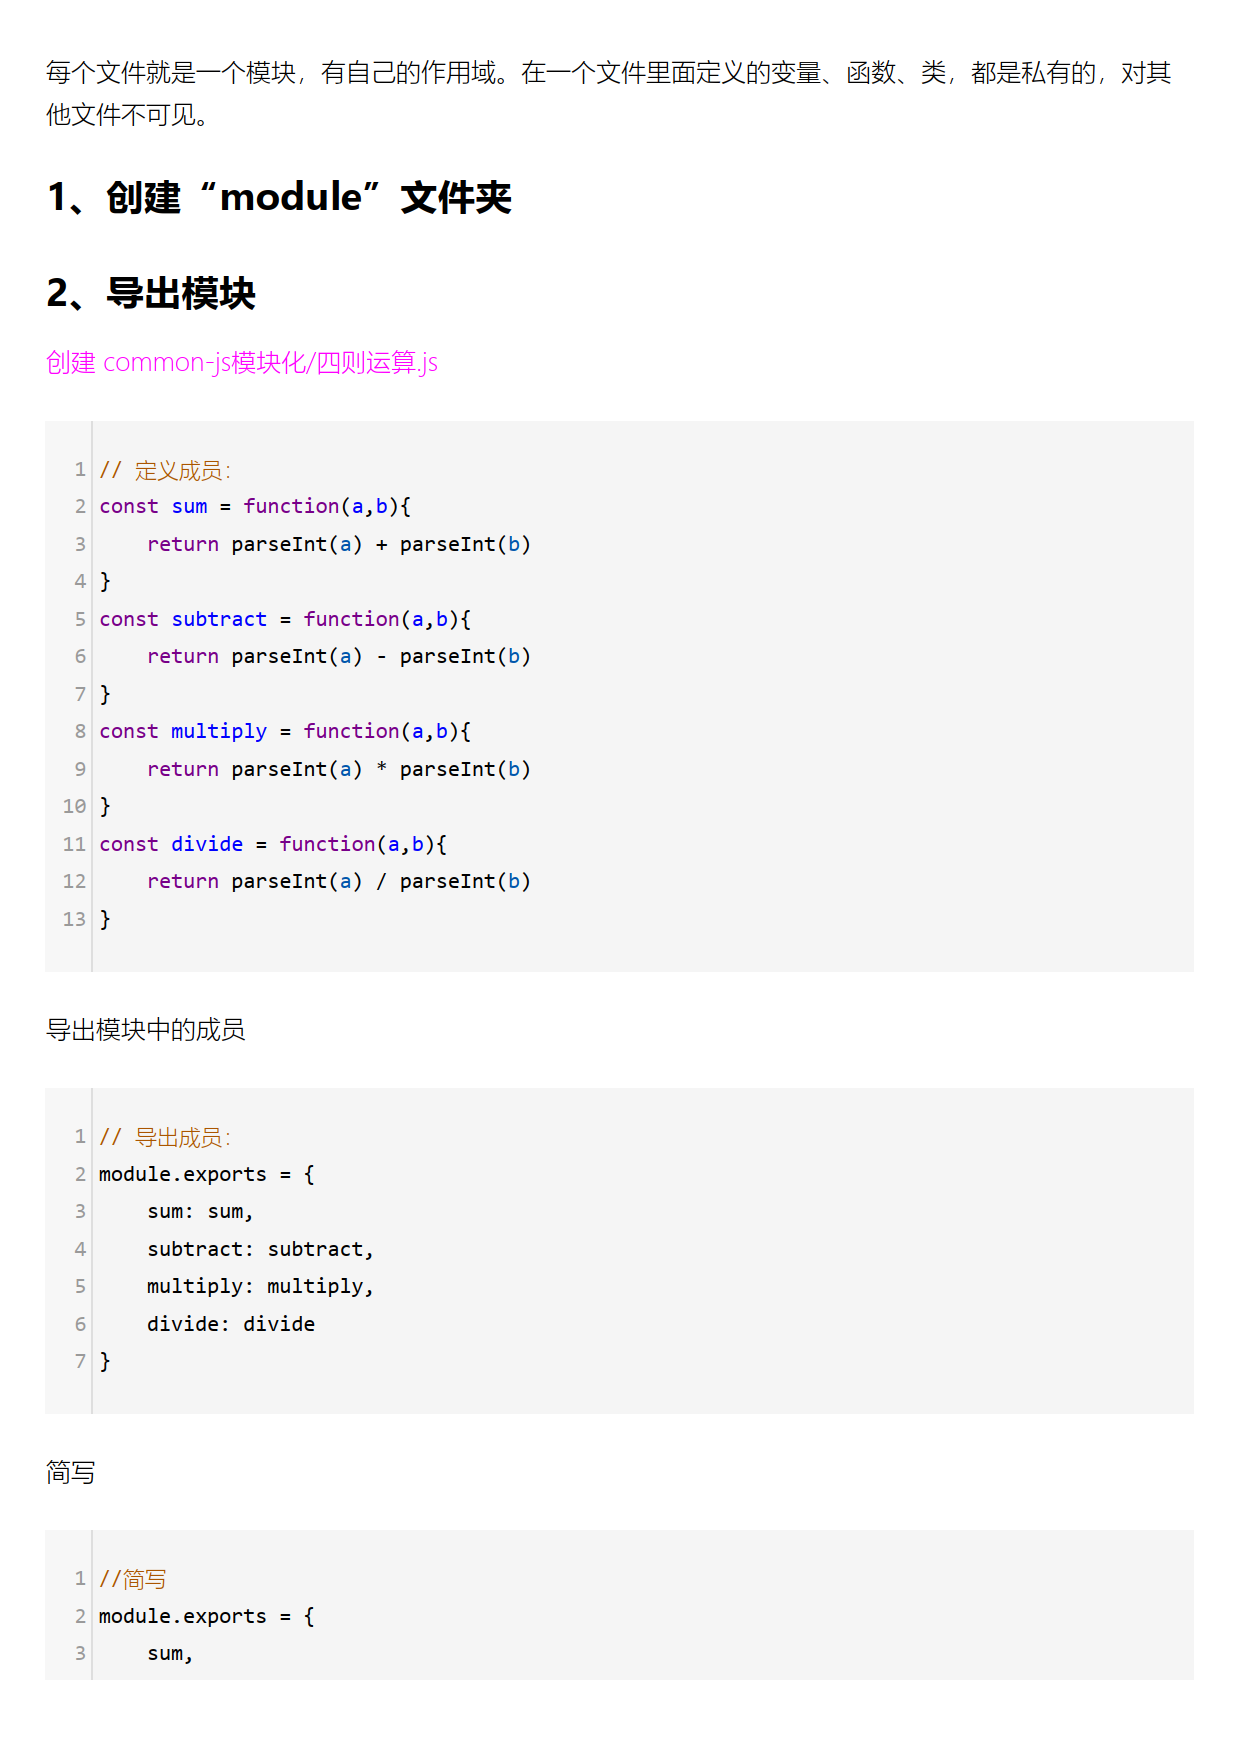 每个文件就是一个模块，有自己的作用域。在一个文件里面定义的变量、函数、类，都是私有的，对其
他文件不可见。
1、创建“module”文件夹
2、导出模块
创建 common-js模块化/四则运算.js
1 // 定义成员：
2 const sum = function(a,b){
3     return parseInt(a) + parseInt(b)
4 }
5 const subtract = function(a,b){
6     return parseInt(a) - parseInt(b)
7 }
8 const multiply = function(a,b){
9     return parseInt(a) * parseInt(b)
10 }
11 const divide = function(a,b){
12     return parseInt(a) / parseInt(b)
13 }
导出模块中的成员
1 // 导出成员：
2 module.exports = {
3     sum: sum,
4     subtract: subtract,
5     multiply: multiply,
6     divide: divide
7 }
简写
1 //简写
2 module.exports = {
3     sum,